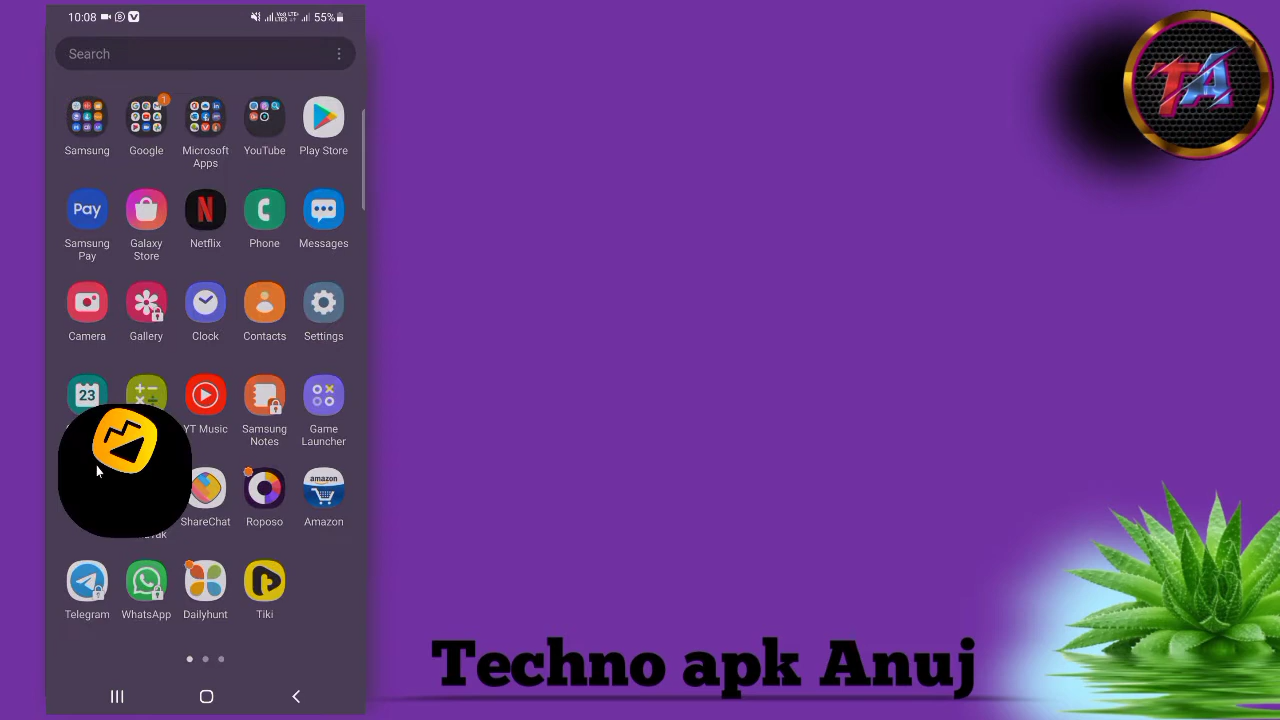 10:08 55%
Search
Samsung Google Microsoft Apps YouTube Play Store
Pay
Samsung Pay Galaxy Store Netflix Phone Messages
Camera Gallery Clock Contacts Settings
23
YT Music Samsung Notes Game Launcher
amazon
ShareChat Roposo Amazon
Telegram WhatsApp Dailyhunt Tiki
TA
Techno apk Anuj